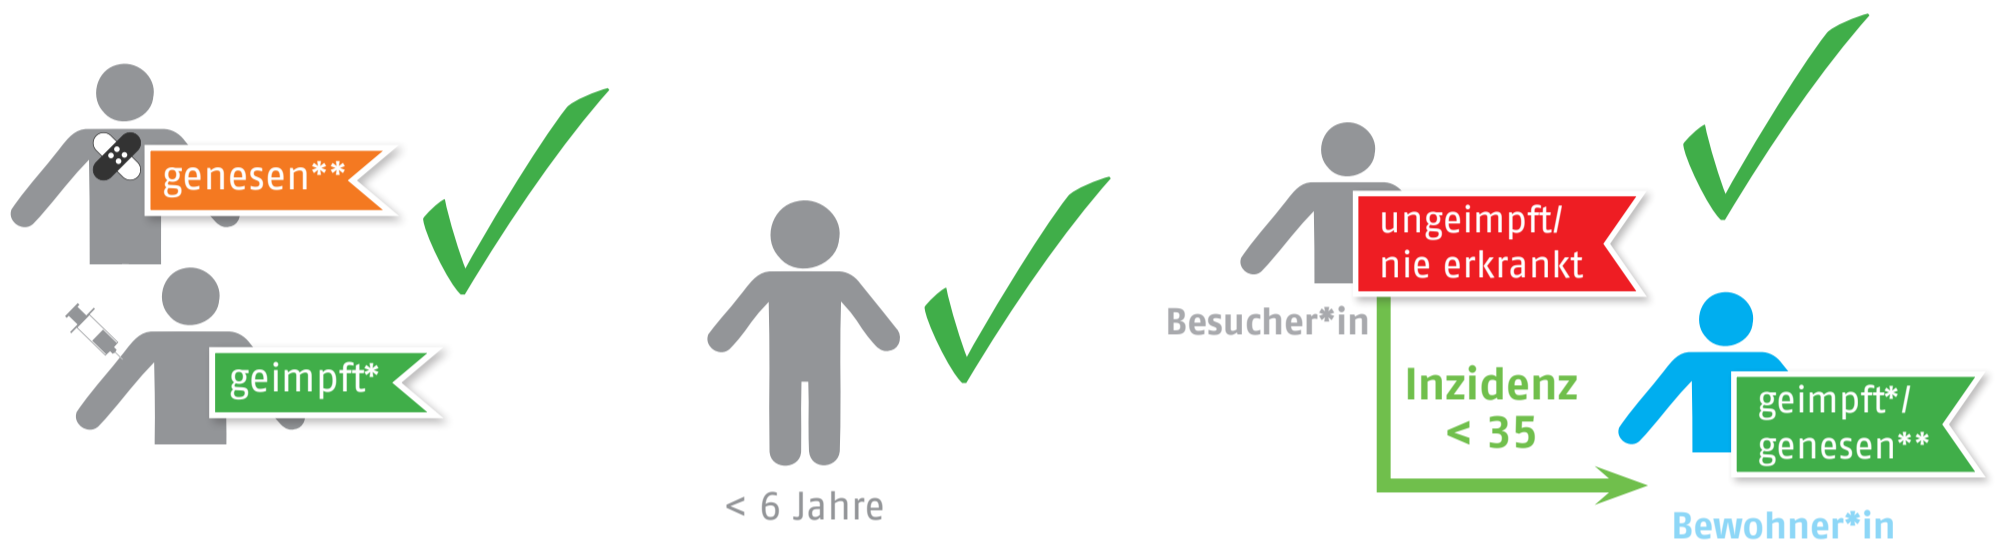 genesen**
geimpft*
< 6 Jahre
ungeimpft/
nie erkrankt
Besucher*in
Inzidenz
< 35
geimpft*/
genesen**
Bewohner*in